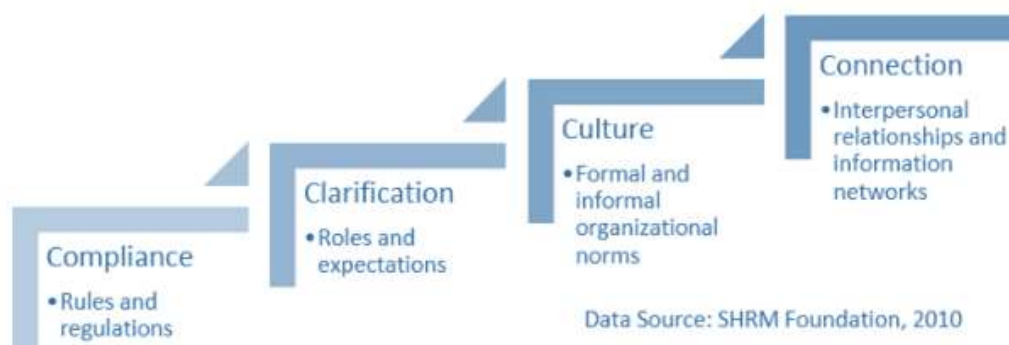 Compliance
•Rules and
regulations
Clarification
•Roles and
expectations
Culture
•Formal and
informal
organizational
norms
Connection
•Interpersonal
relationships and
information
networks
Data Source: SHRM Foundation, 2010